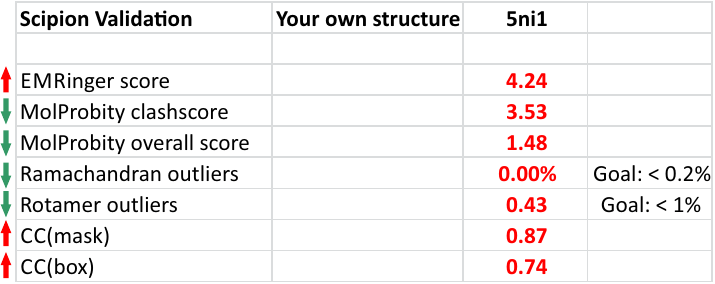 Scipion Validation Your own structure 5ni1
EMRinger score 4.24
MolProbity clashscore 3.53
MolProbity overall score 1.48
Ramachandran outliers 0.00% Goal: < 0.2%
Rotamer outliers 0.43 Goal: < 1%
CC(mask) 0.87
CC(box) 0.74